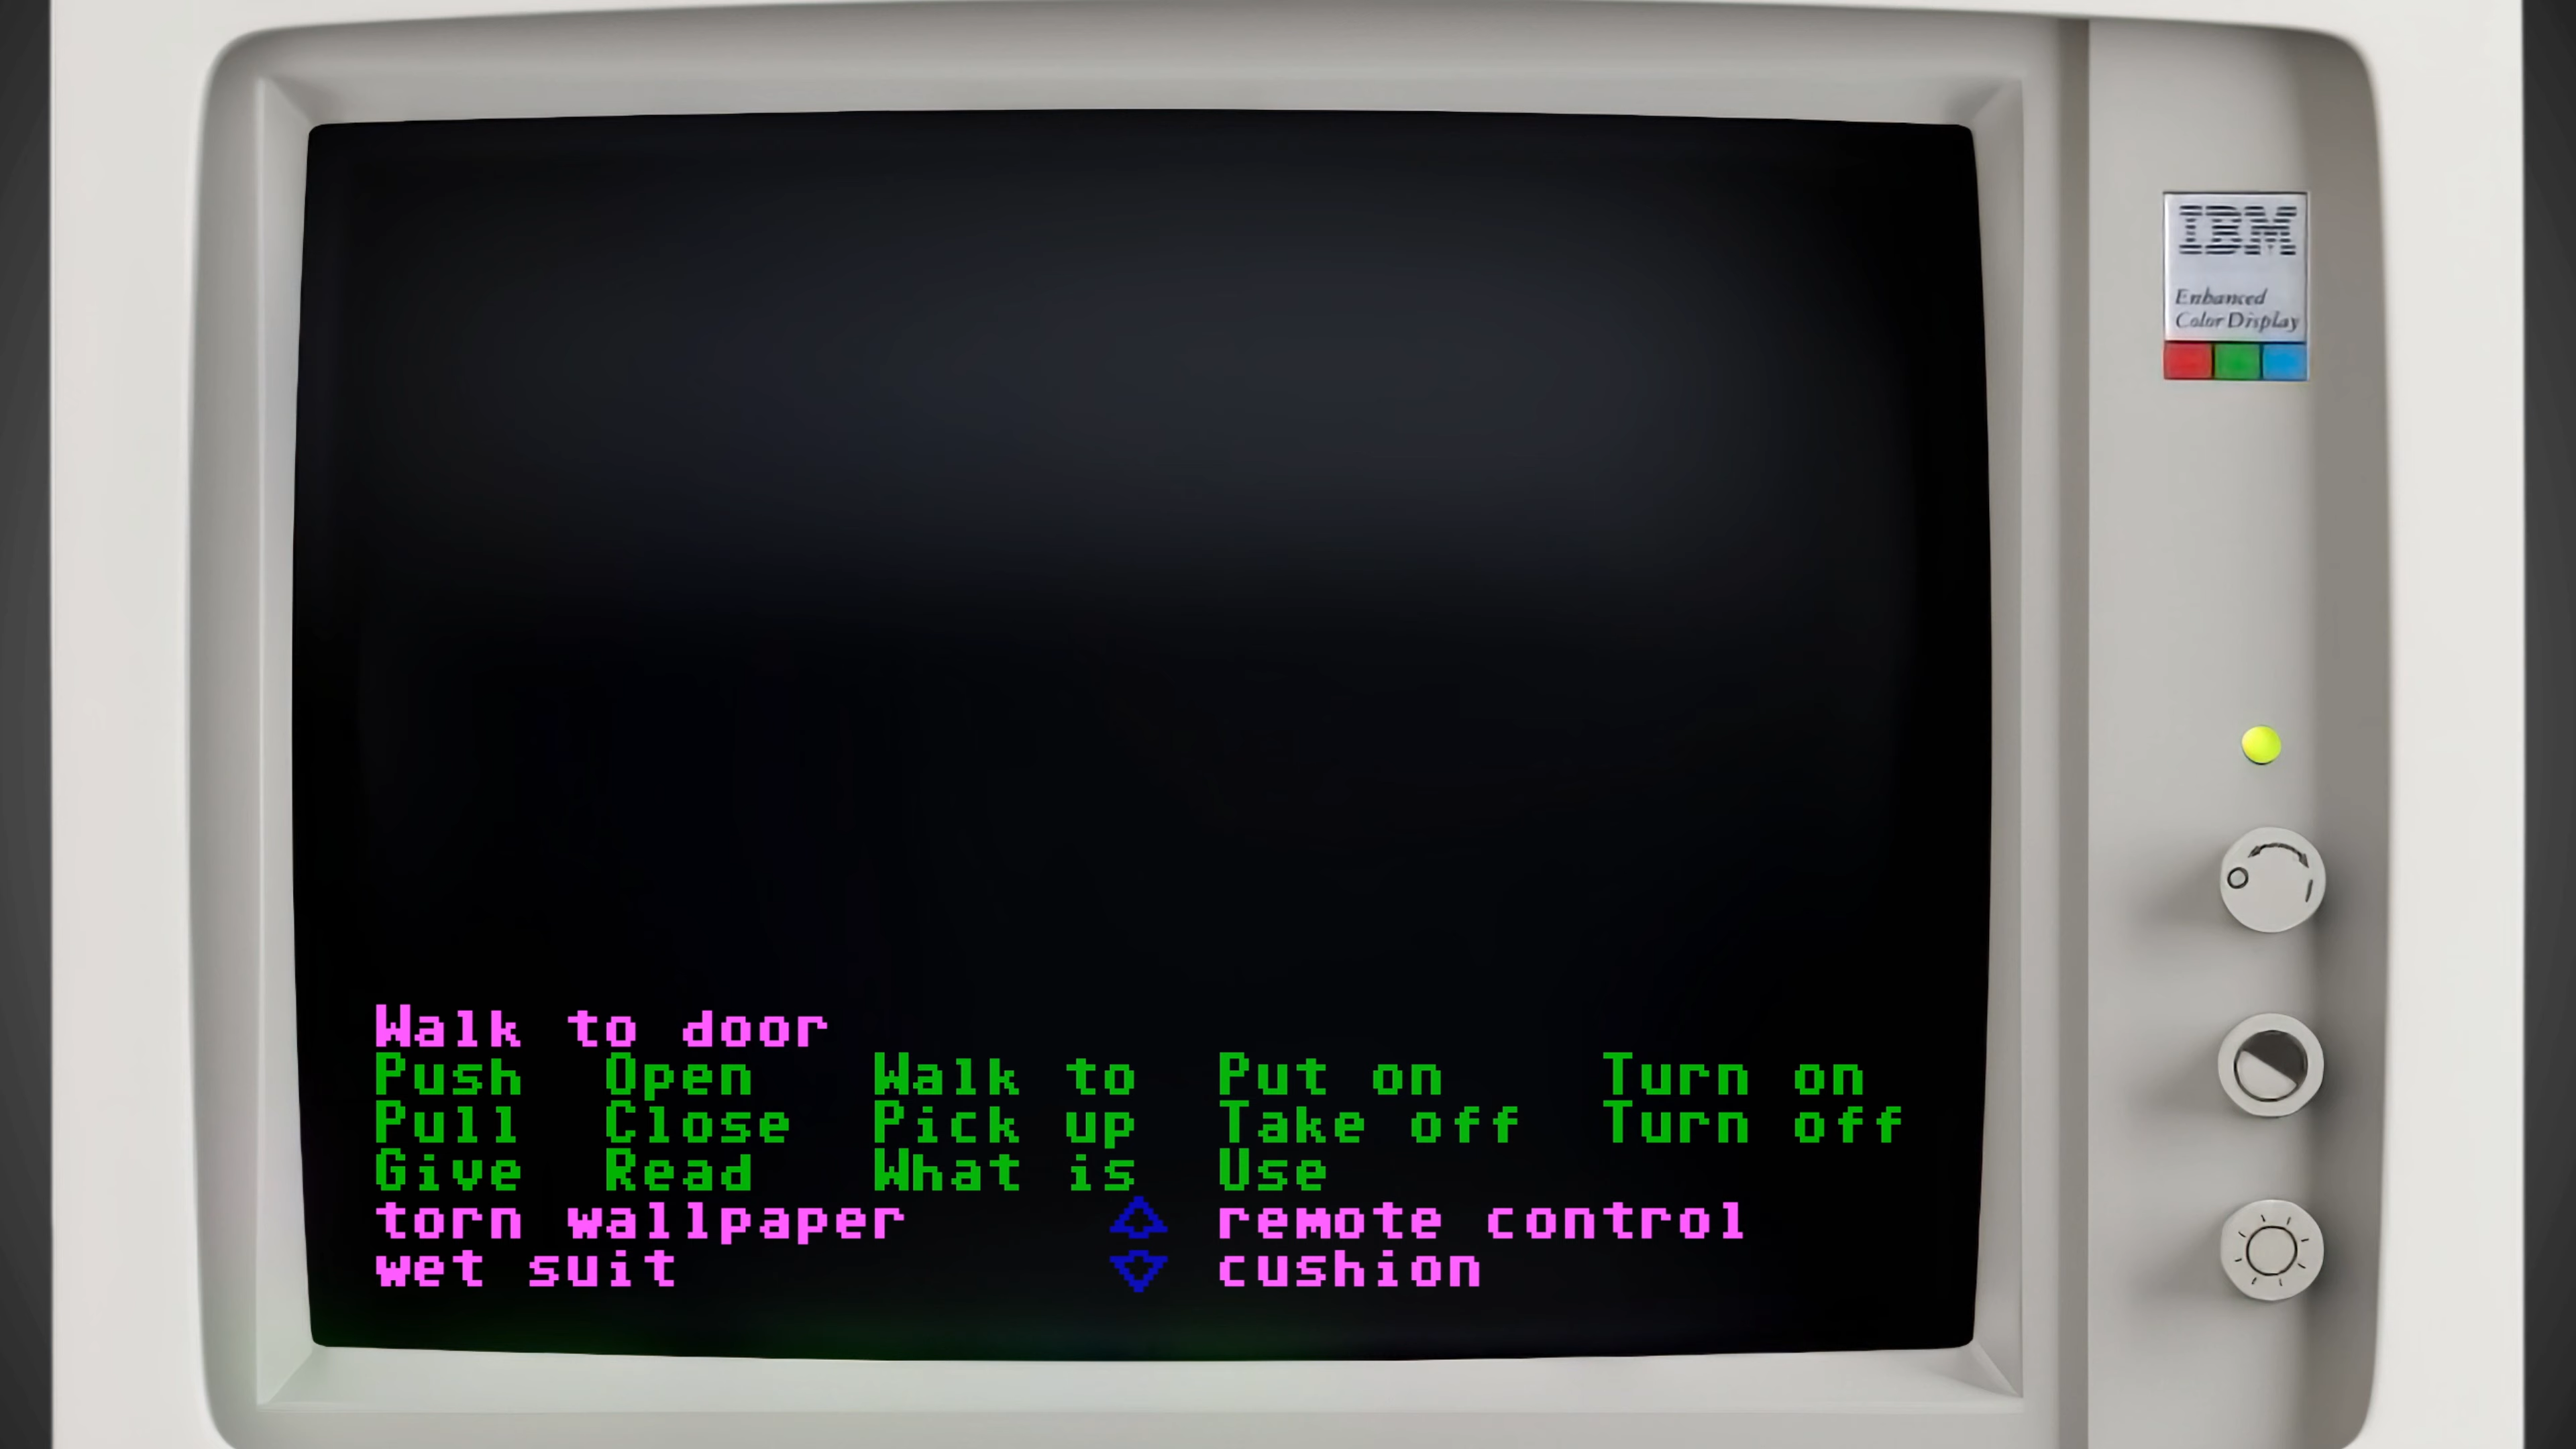 IBM
Enhanced
Color Display
Walk to door
Push Open Walk to Put on Turn on
Pull Close Pick up Take off Turn off
Give Read What is Use
torn wallpaper remote control
wet suit cushion